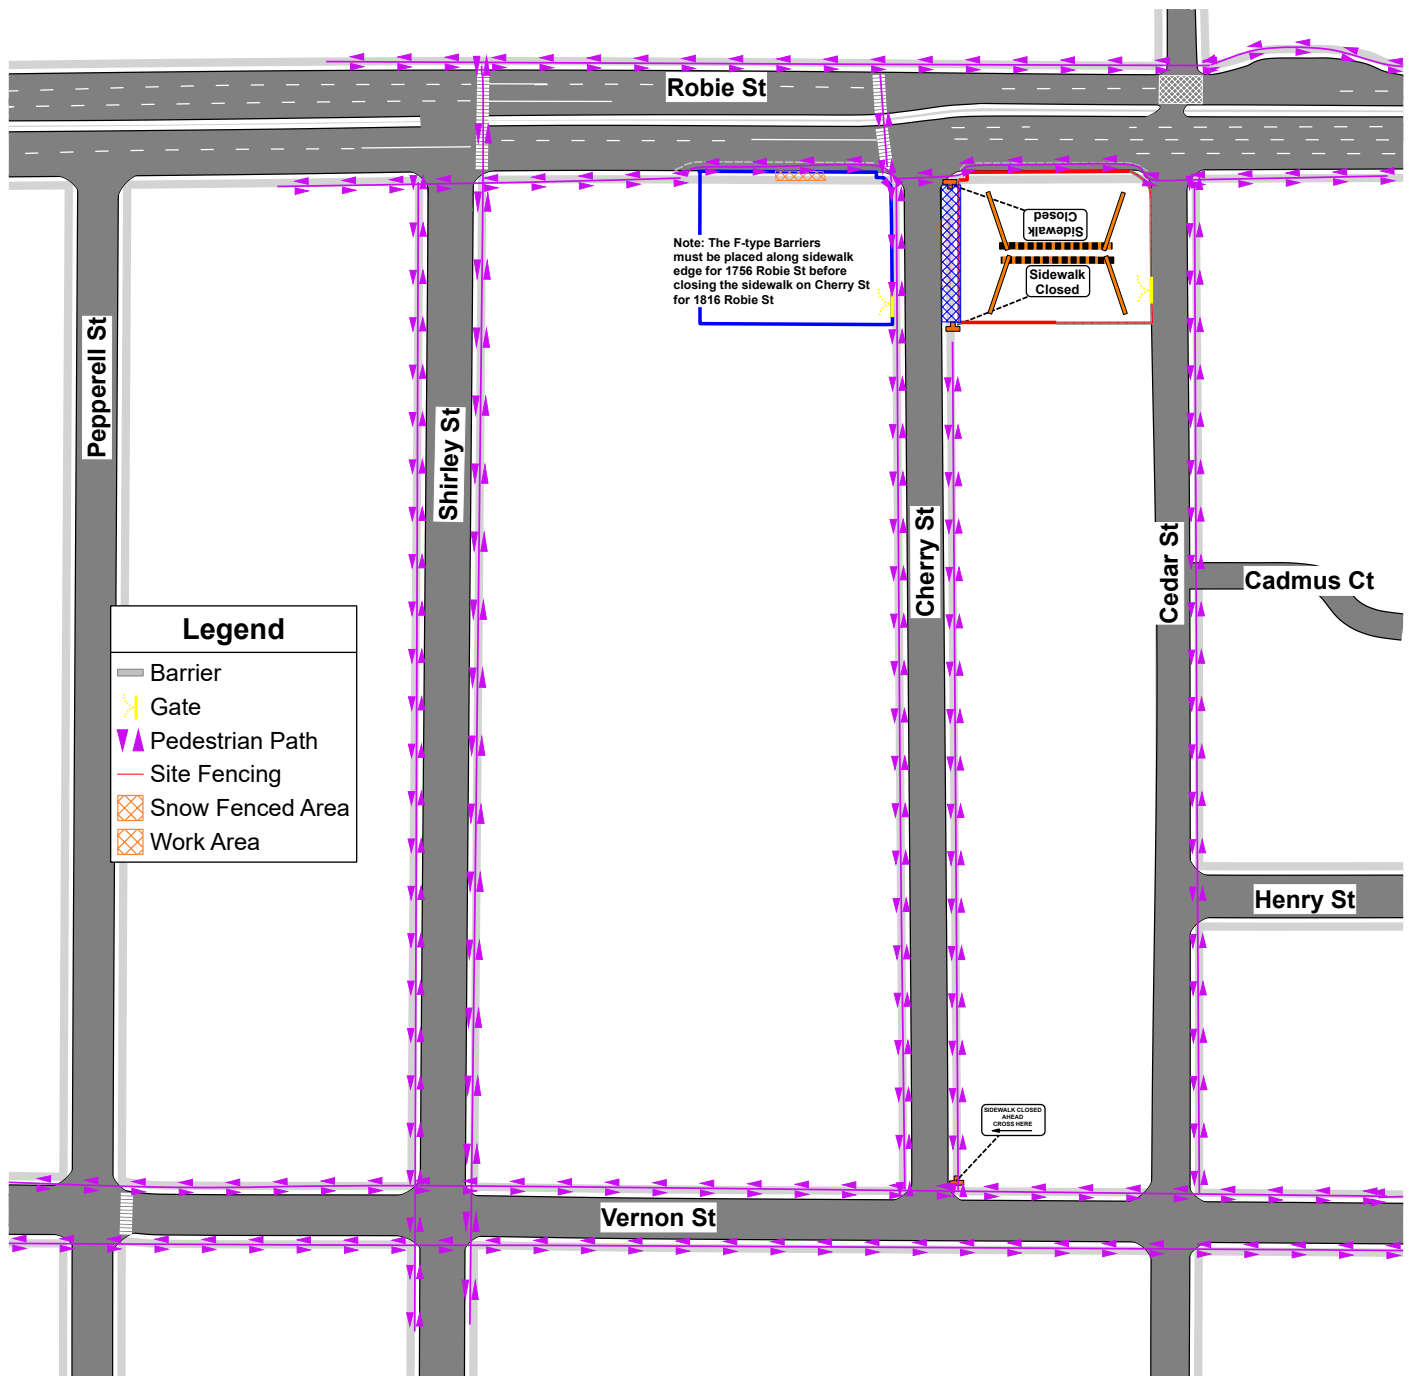 Robie St
Note: The F-type Barriers
must be placed along sidewalk
edge for 1756 Robie St before
closing the sidewalk on Cherry St
for 1816 Robie St
Sidewalk
Closed
Sidewalk
Closed
Pepperell St
Shirley St
Cherry St
Cedar St
Cadmus Ct
Legend
Barrier
Gate
Pedestrian Path
Site Fencing
Snow Fenced Area
Work Area
Henry St
SIDEWALK CLOSED
AHEAD
CROSS HERE
Vernon St